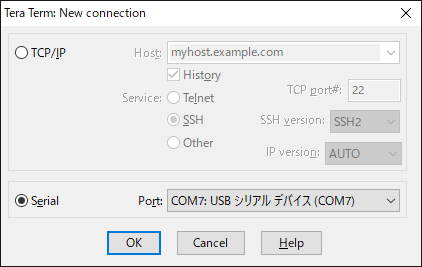 Tera Term: New connection
TCP/IP
Host: myhost.example.com
History
Service: Telnet
TCP port#: 22
SSH
SSH version: SSH2
Other
IP version: AUTO
Serial
Port: COM7: USB シリアル デバイス (COM7)
OK Cancel Help